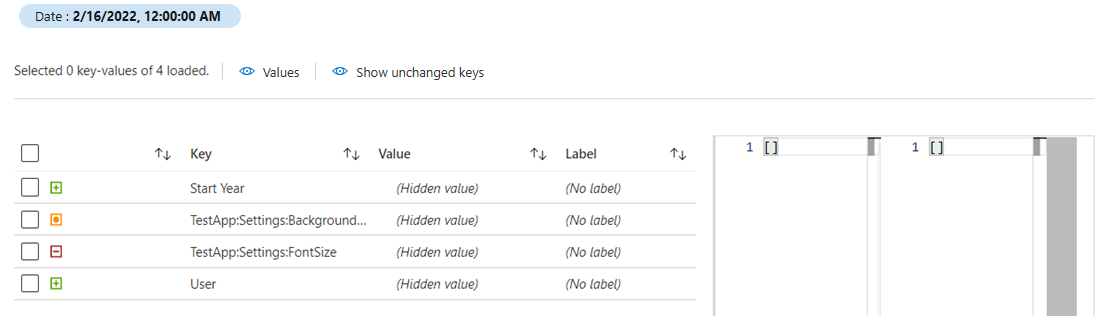 Date : 2/16/2022, 12:00:00 AM
Selected 0 key-values of 4 loaded. Values Show unchanged keys
Key Value Label
Start Year (Hidden value) (No label)
TestApp:Settings:Background... (Hidden value) (No label)
TestApp:Settings:FontSize (Hidden value) (No label)
User (Hidden value) (No label)
1 [] 1 []